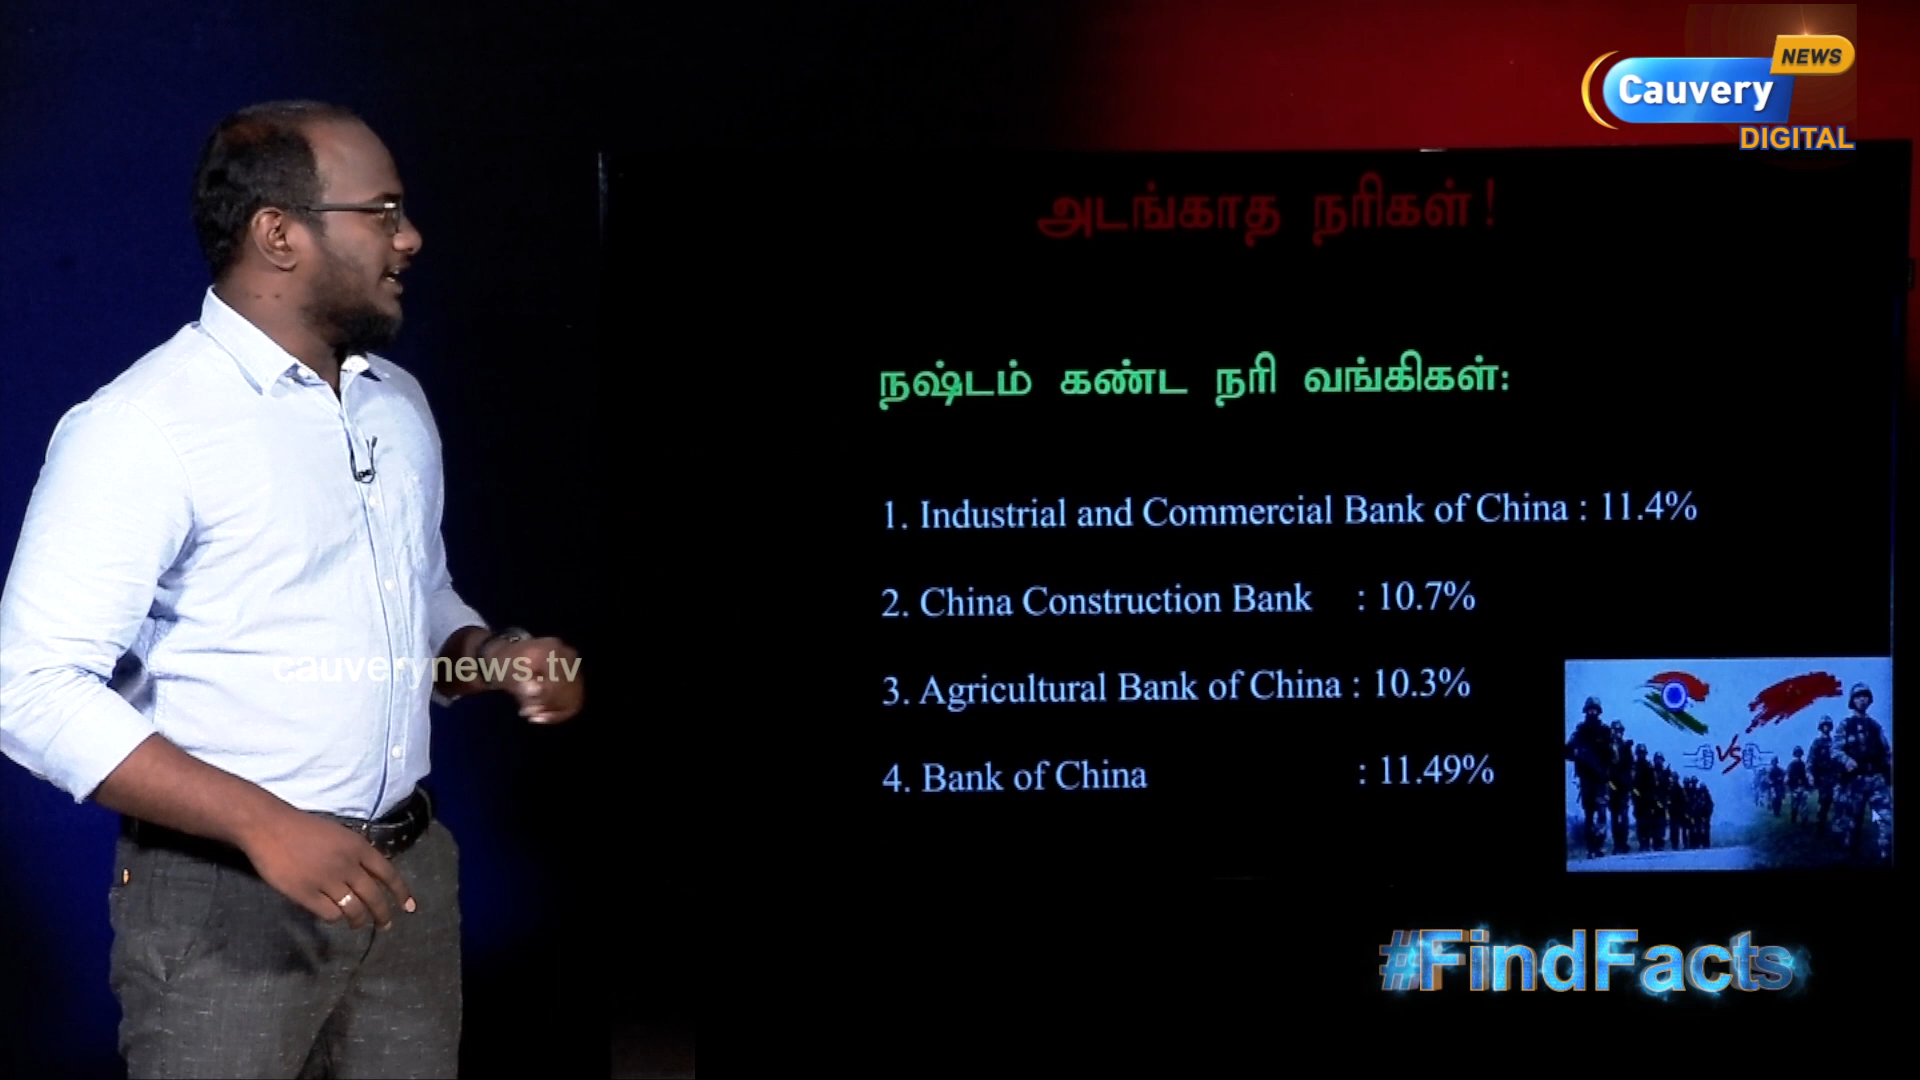 NEWS
Cauvery
DIGITAL
அடங்காத நரிகள்!
நஷ்டம் கண்ட நரி வங்கிகள்:
1. Industrial and Commercial Bank of China : 11.4%
2. China Construction Bank : 10.7%
cauverynews.tv
3. Agricultural Bank of China : 10.3%
4. Bank of China : 11.49%
VS
#FindFacts